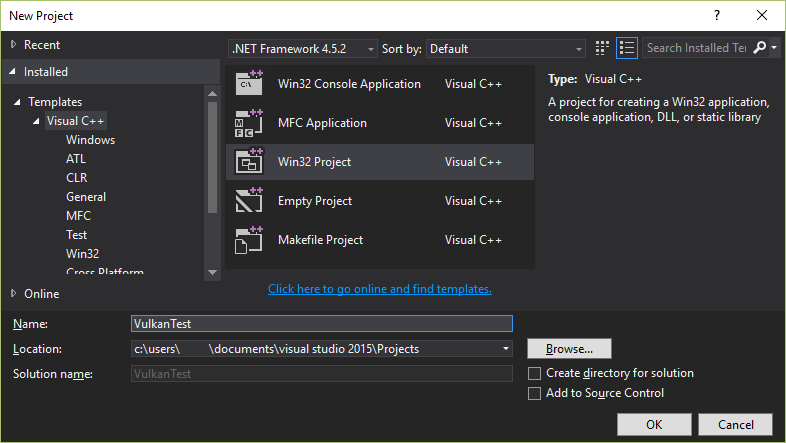 New Project
Recent
.NET Framework 4.5.2
Sort by:
Default
Search Installed Te
Installed
Templates
Visual C++
Windows
ATL
CLR
General
MFC
Test
Win32
Cross Platform
Online
Win32 Console Application Visual C++
MFC Application Visual C++
Win32 Project Visual C++
Empty Project Visual C++
Makefile Project Visual C++
Click here to go online and find templates.
Type: Visual C++
A project for creating a Win32 application,
console application, DLL, or static library
Name: VulkanTest
Location: c:\users\ \documents\visual studio 2015\Projects
Browse...
Solution name: VulkanTest
Create directory for solution
Add to Source Control
OK
Cancel